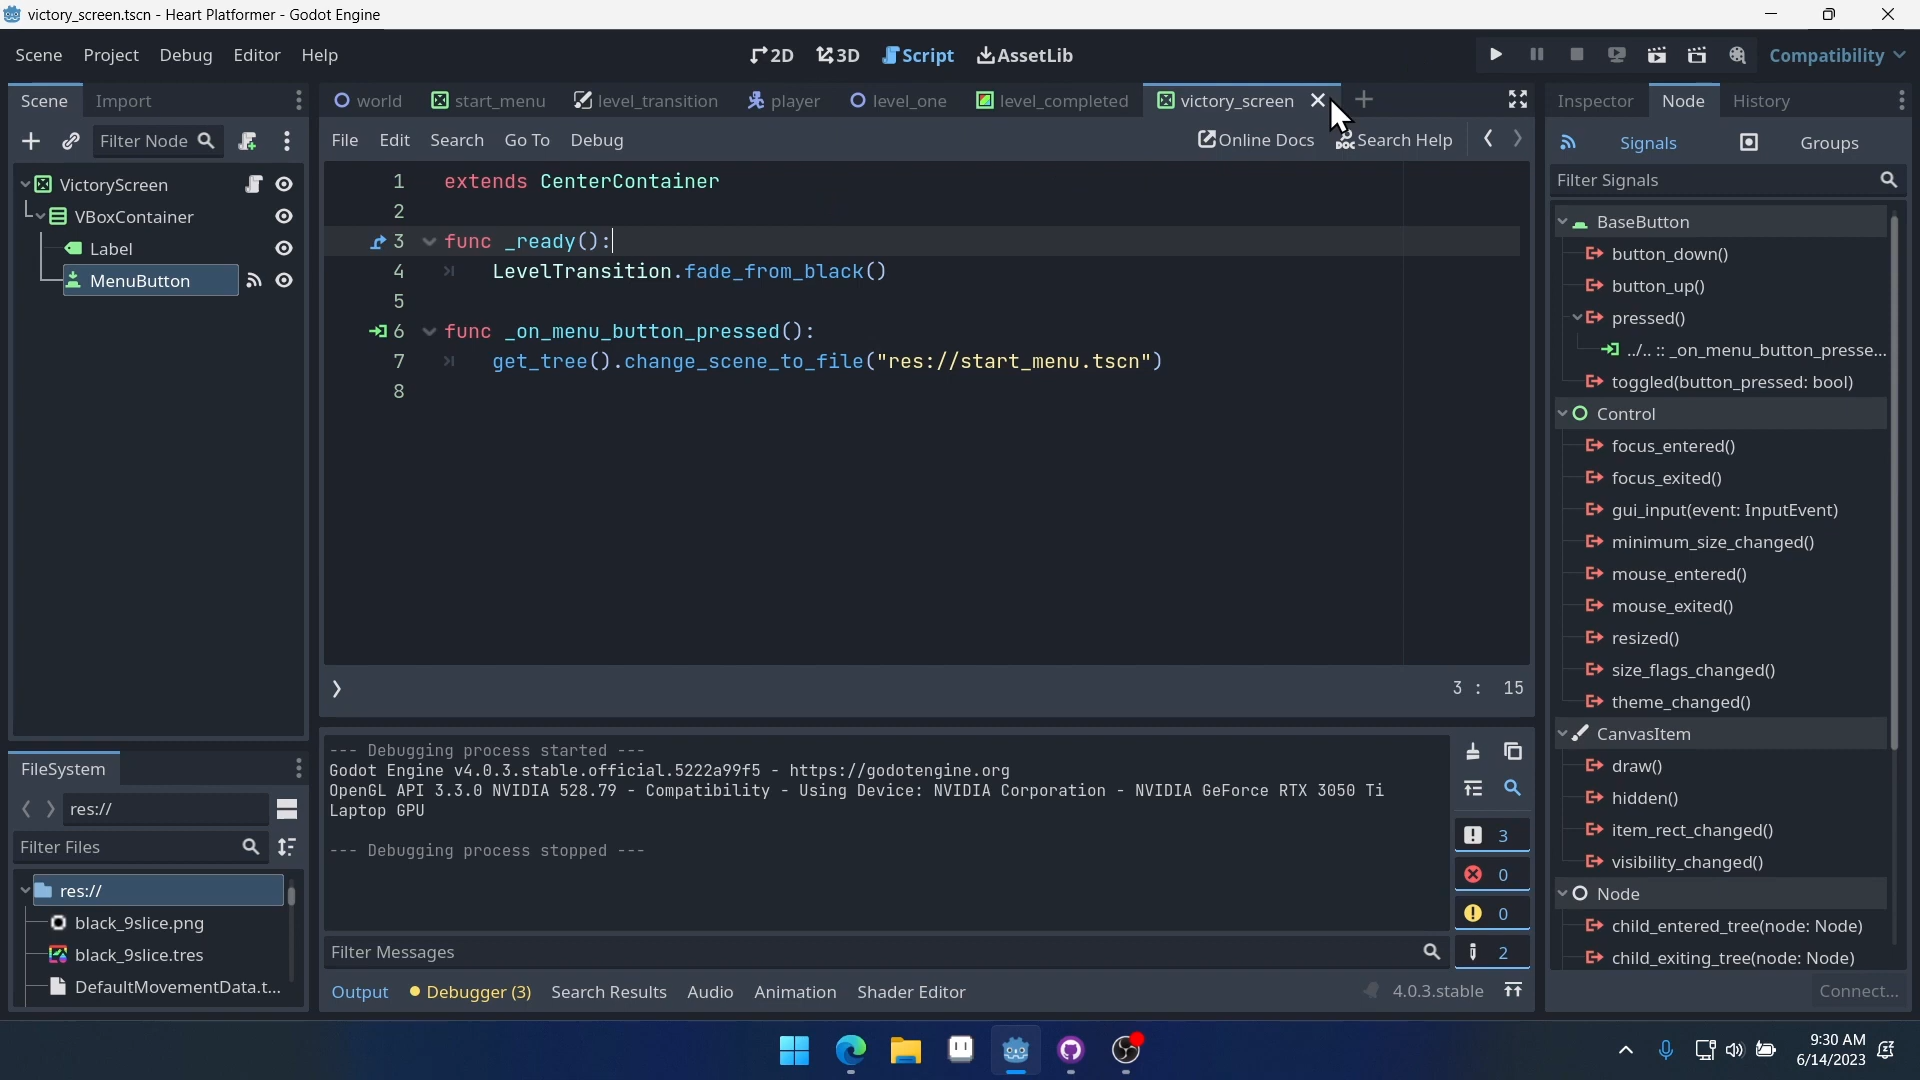 victory_screen.tscn - Heart Platformer - Godot Engine
Scene Project Debug Editor Help
2D 3D Script AssetLib
Compatibility
Scene Import
world start_menu level_transition player level_one level_completed victory_screen
Inspector Node History
Filter Node
File Edit Search Go To Debug
Online Docs Search Help
Signals Groups
Filter Signals
VictoryScreen
VBoxContainer
Label
MenuButton
1 extends CenterContainer
2
3 func _ready():
4 LevelTransition.fade_from_black()
5
6 func _on_menu_button_pressed():
7 get_tree().change_scene_to_file("res://start_menu.tscn")
8
3 : 15
BaseButton
button_down()
button_up()
pressed()
../.. :: _on_menu_button_presse...
toggled(button_pressed: bool)
Control
focus_entered()
focus_exited()
gui_input(event: InputEvent)
minimum_size_changed()
mouse_entered()
mouse_exited()
resized()
size_flags_changed()
theme_changed()
CanvasItem
draw()
hidden()
item_rect_changed()
visibility_changed()
Node
child_entered_tree(node: Node)
child_exiting_tree(node: Node)
Connect...
FileSystem
res://
Filter Files
res://
black_9slice.png
black_9slice.tres
DefaultMovementData.t...
--- Debugging process started ---
Godot Engine v4.0.3.stable.official.5222a99f5 - https://godotengine.org
OpenGL API 3.3.0 NVIDIA 528.79 - Compatibility - Using Device: NVIDIA Corporation - NVIDIA GeForce RTX 3050 Ti
Laptop GPU
--- Debugging process stopped ---
3
0
0
2
Filter Messages
Output Debugger (3) Search Results Audio Animation Shader Editor
4.0.3.stable
9:30 AM
6/14/2023